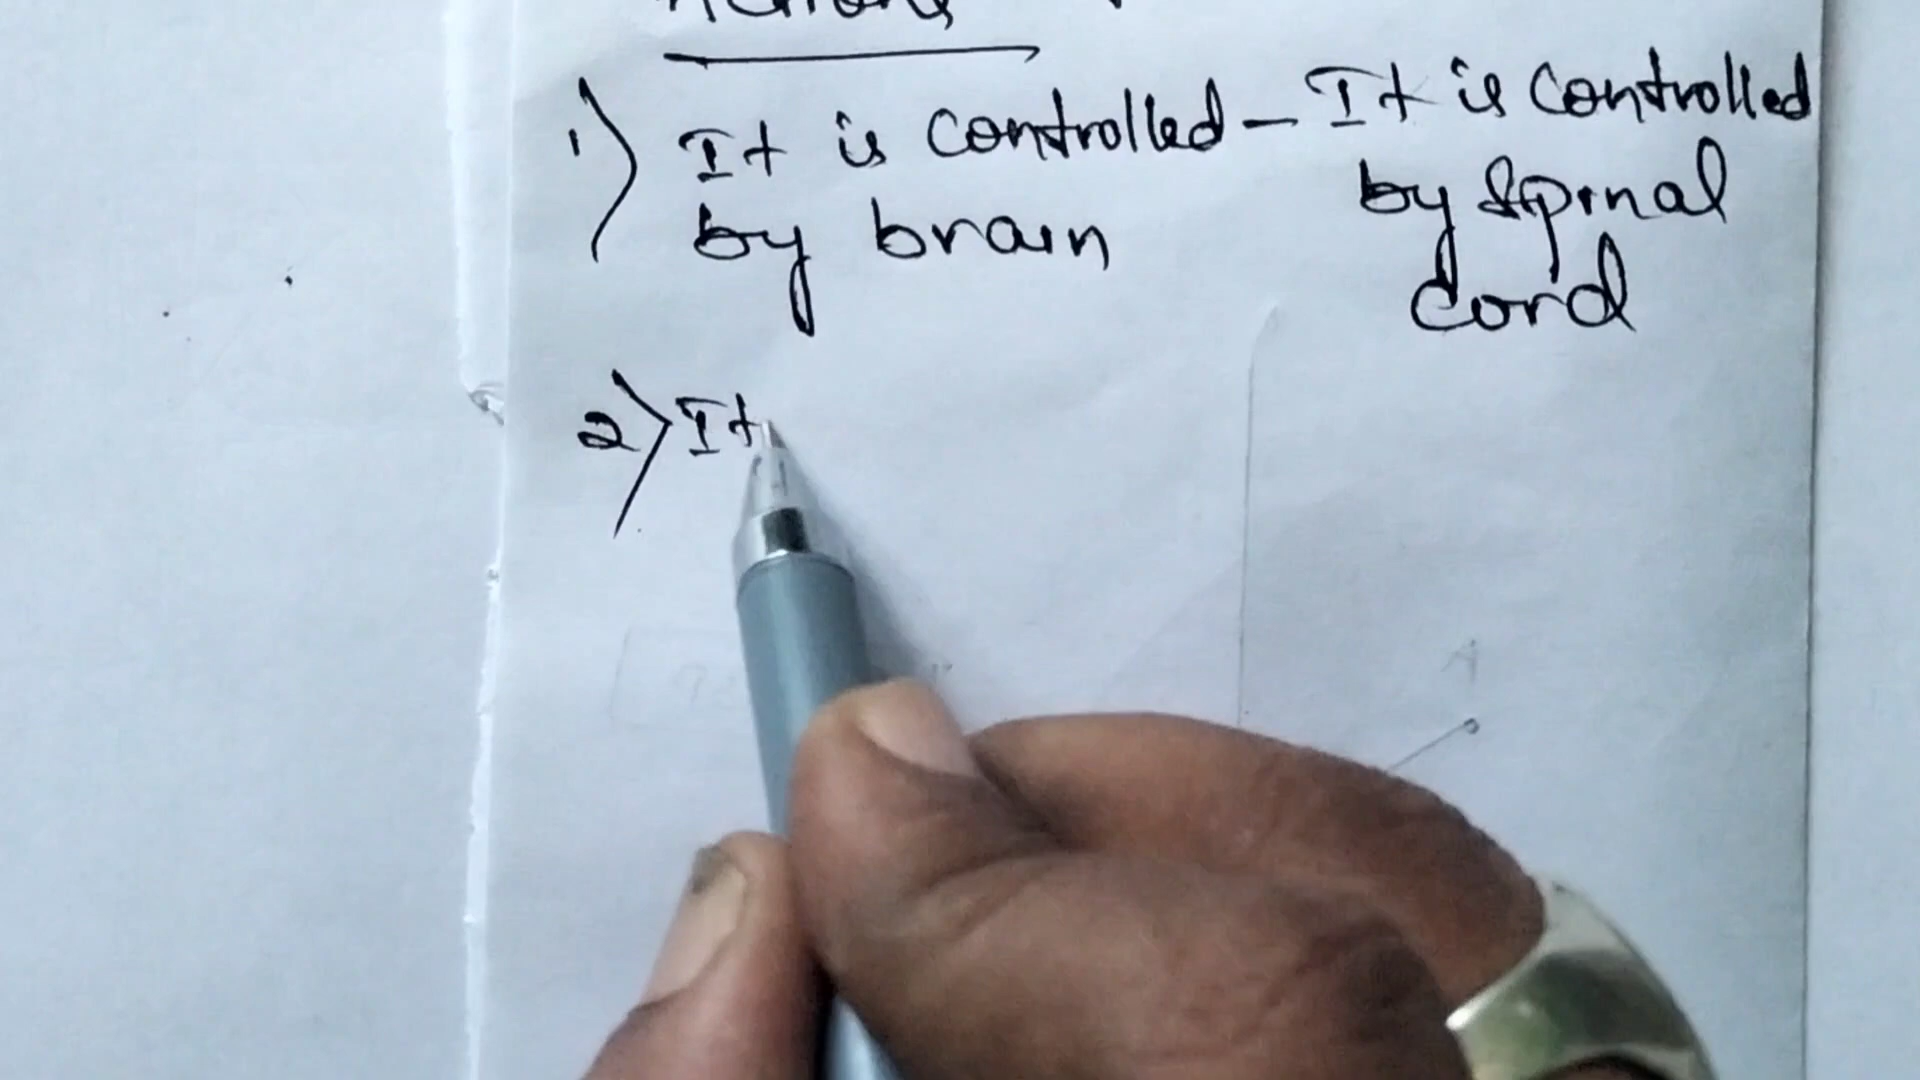 1) It is controlled – It is controlled
by brain by spinal
cord
2) It